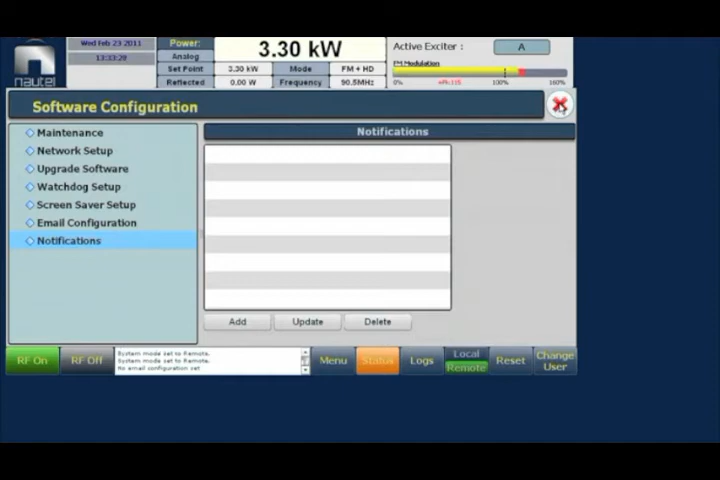 Wed Feb 23 2011
13:33:29
nautel
Power:
3.30 kW
Analog
Set Point 3.30 kW Mode FM + HD
Reflected 0.00 W Frequency 90.5MHz
Active Exciter : A
FM Modulation
0% 100% 160%
Software Configuration
Maintenance
Network Setup
Upgrade Software
Watchdog Setup
Screen Saver Setup
Email Configuration
Notifications
Notifications
Add Update Delete
RF On RF Off
System mode set to Remote.
System mode set to Remote.
No email configuration set
Menu Status Logs Local Remote Reset Change User